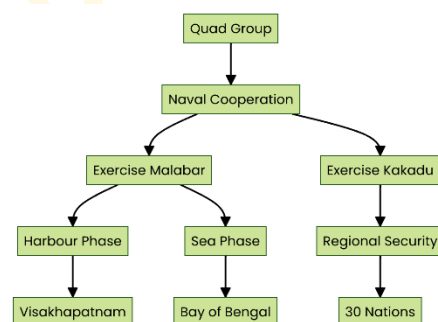 Quad Group
Naval Cooperation
Exercise Malabar
Exercise Kakadu
Harbour Phase
Sea Phase
Regional Security
Visakhapatnam
Bay of Bengal
30 Nations